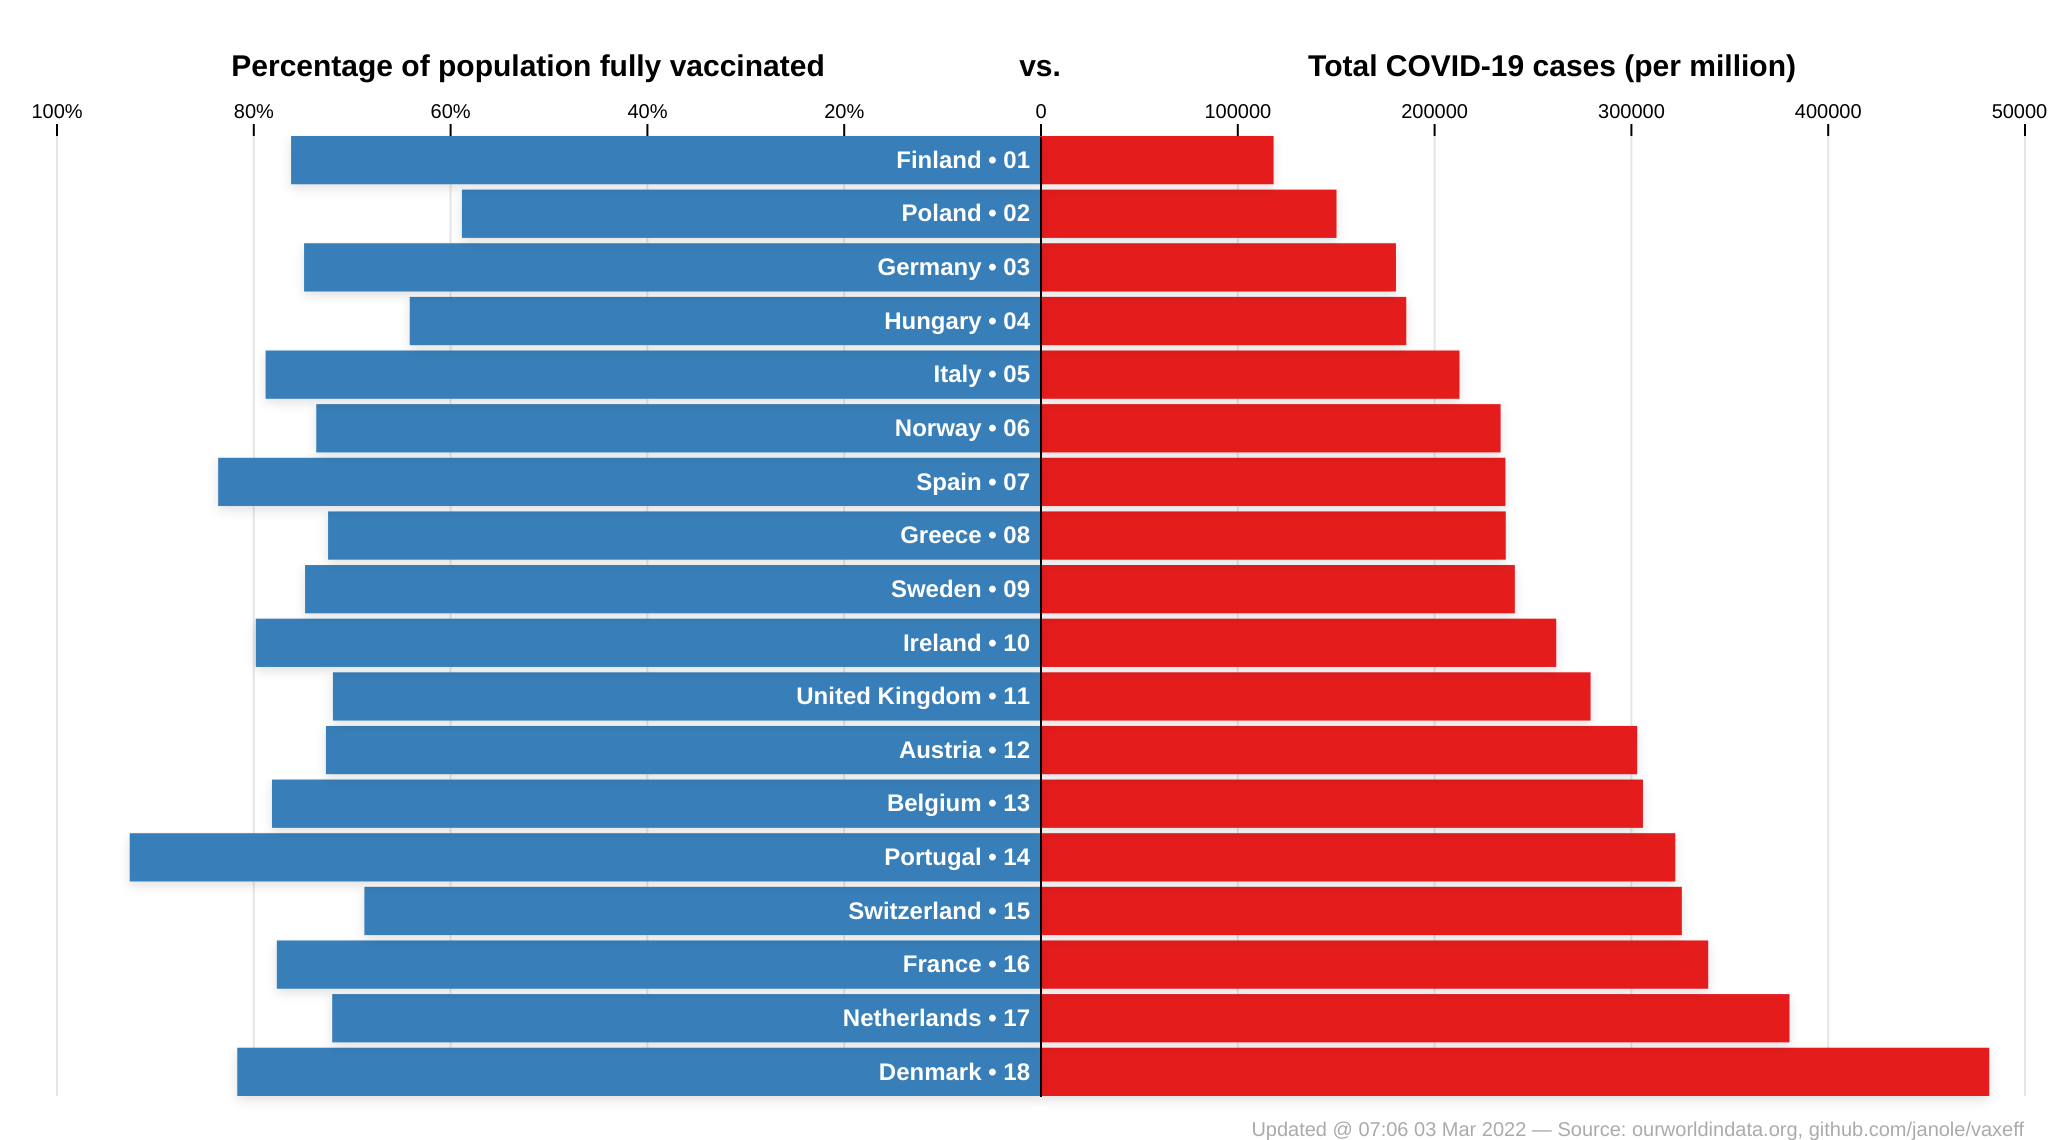 Percentage of population fully vaccinated vs. Total COVID-19 cases (per million)
100% 80% 60% 40% 20% 0 100000 200000 300000 400000 50000
Finland • 01
Poland • 02
Germany • 03
Hungary • 04
Italy • 05
Norway • 06
Spain • 07
Greece • 08
Sweden • 09
Ireland • 10
United Kingdom • 11
Austria • 12
Belgium • 13
Portugal • 14
Switzerland • 15
France • 16
Netherlands • 17
Denmark • 18
Updated @ 07:06 03 Mar 2022 — Source: ourworldindata.org, github.com/janole/vaxeff